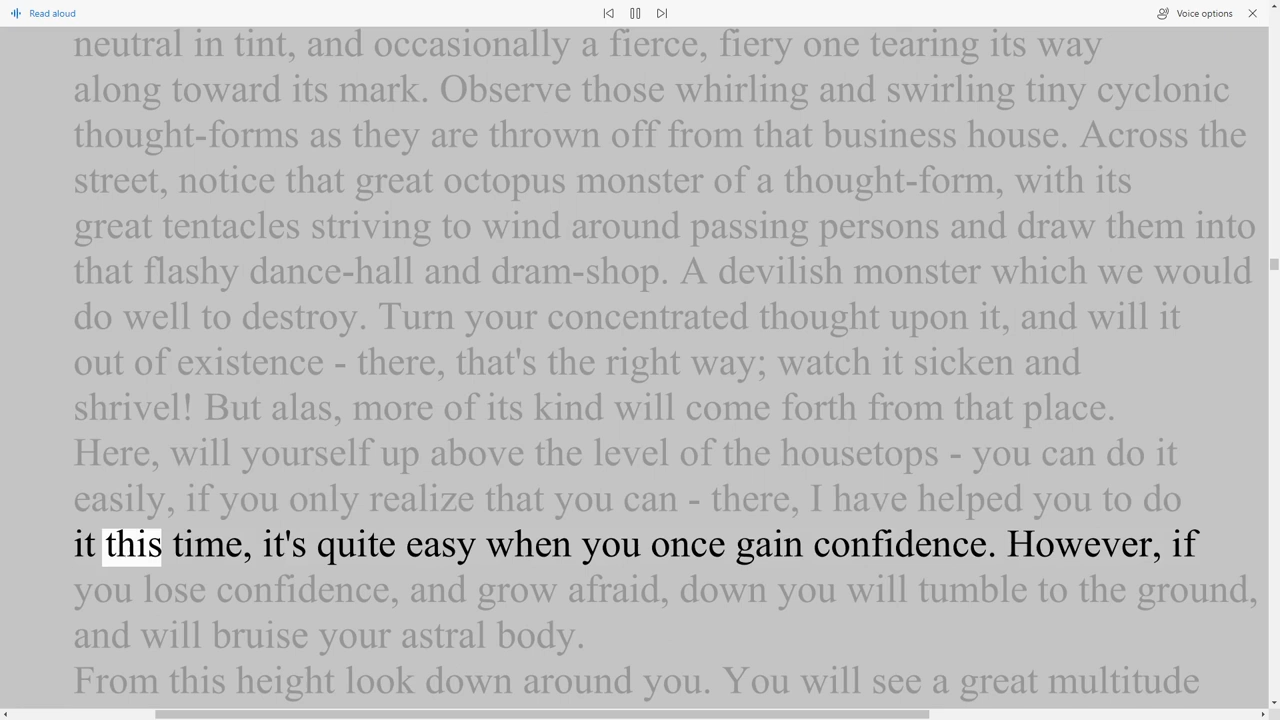 Read aloud
Voice options
neutral in tint, and occasionally a fierce, fiery one tearing its way
along toward its mark. Observe those whirling and swirling tiny cyclonic
thought-forms as they are thrown off from that business house. Across the
street, notice that great octopus monster of a thought-form, with its
great tentacles striving to wind around passing persons and draw them into
that flashy dance-hall and dram-shop. A devilish monster which we would
do well to destroy. Turn your concentrated thought upon it, and will it
out of existence - there, that's the right way; watch it sicken and
shrivel! But alas, more of its kind will come forth from that place.
Here, will yourself up above the level of the housetops - you can do it
easily, if you only realize that you can - there, I have helped you to do
it this time, it's quite easy when you once gain confidence. However, if
you lose confidence, and grow afraid, down you will tumble to the ground,
and will bruise your astral body.
From this height look down around you. You will see a great multitude